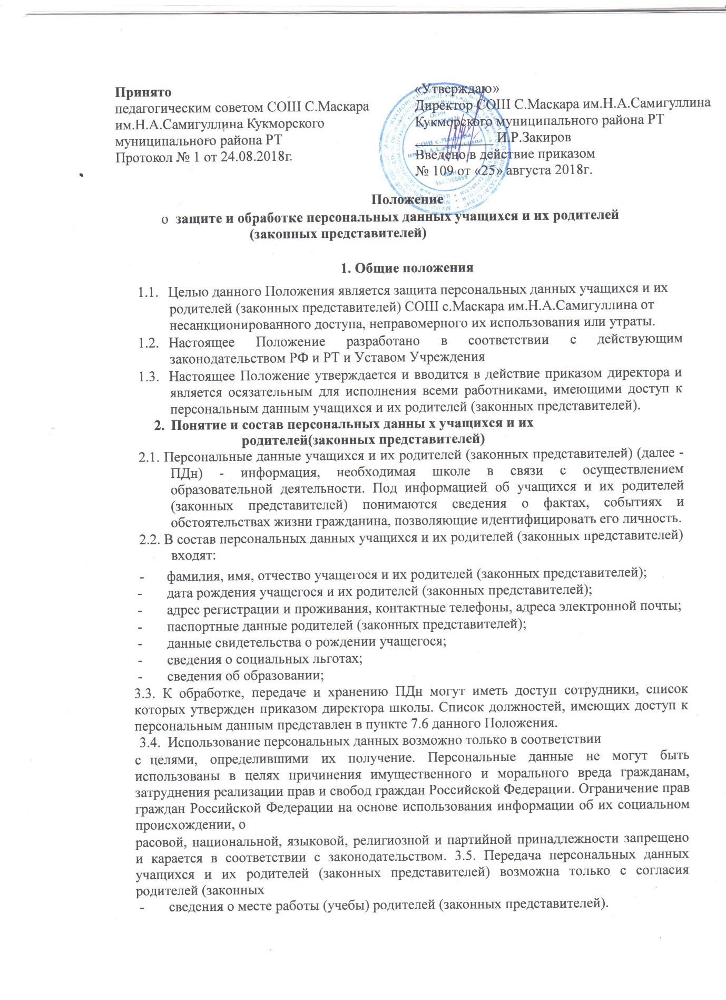 Принято
педагогическим советом СОШ С.Маскара
им.Н.А.Самигуллина Кукморского
муниципального района РТ
Протокол № 1 от 24.08.2018г.
«Утверждаю»
Директор СОШ С.Маскара им.Н.А.Самигуллина
Кукморского муниципального района РТ
___________ И.Р.Закиров
Введено в действие приказом
№ 109 от «25» августа 2018г.
ОГРН
СОШ с.Маскара
им.Н.А.Самигуллина
ИНН
Положение
о защите и обработке персональных данных учащихся и их родителей
(законных представителей)
1. Общие положения
1.1. Целью данного Положения является защита персональных данных учащихся и их
родителей (законных представителей) СОШ с.Маскара им.Н.А.Самигуллина от
несанкционированного доступа, неправомерного их использования или утраты.
1.2. Настоящее Положение разработано в соответствии с действующим
законодательством РФ и РТ и Уставом Учреждения
1.3. Настоящее Положение утверждается и вводится в действие приказом директора и
является осязательным для исполнения всеми работниками, имеющими доступ к
персональным данным учащихся и их родителей (законных представителей).
2. Понятие и состав персональных данны х учащихся и их
родителей(законных представителей)
2.1. Персональные данные учащихся и их родителей (законных представителей) (далее -
ПДн) - информация, необходимая школе в связи с осуществлением
образовательной деятельности. Под информацией об учащихся и их родителей
(законных представителей) понимаются сведения о фактах, событиях и
обстоятельствах жизни гражданина, позволяющие идентифицировать его личность.
2.2. В состав персональных данных учащихся и их родителей (законных представителей)
входят:
- фамилия, имя, отчество учащегося и их родителей (законных представителей);
- дата рождения учащегося и их родителей (законных представителей);
- адрес регистрации и проживания, контактные телефоны, адреса электронной почты;
- паспортные данные родителей (законных представителей);
- данные свидетельства о рождении учащегося;
- сведения о социальных льготах;
- сведения об образовании;
3.3. К обработке, передаче и хранению ПДн могут иметь доступ сотрудники, список
которых утвержден приказом директора школы. Список должностей, имеющих доступ к
персональным данным представлен в пункте 7.6 данного Положения.
3.4. Использование персональных данных возможно только в соответствии
с целями, определившими их получение. Персональные данные не могут быть
использованы в целях причинения имущественного и морального вреда гражданам,
затруднения реализации прав и свобод граждан Российской Федерации. Ограничение прав
граждан Российской Федерации на основе использования информации об их социальном
происхождении, о
расовой, национальной, языковой, религиозной и партийной принадлежности запрещено
и карается в соответствии с законодательством. 3.5. Передача персональных данных
учащихся и их родителей (законных представителей) возможна только с согласия
родителей (законных
- сведения о месте работы (учебы) родителей (законных представителей).